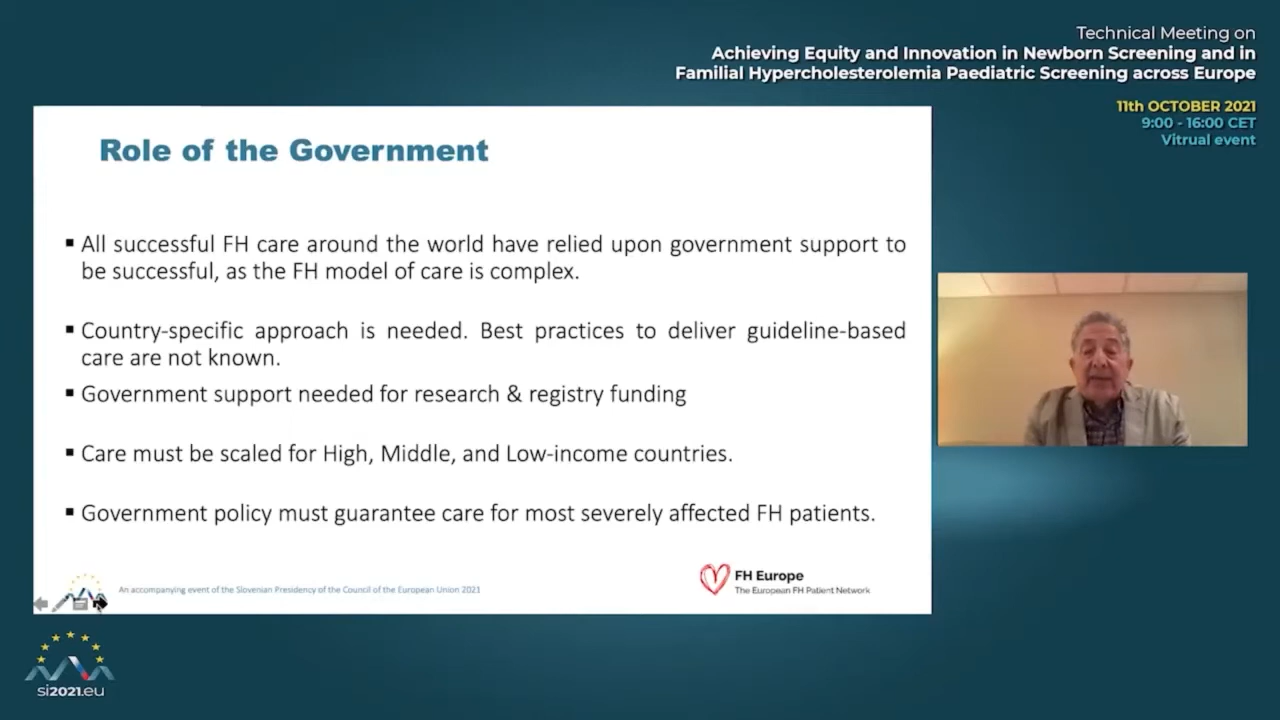 Technical Meeting on
Achieving Equity and Innovation in Newborn Screening and in
Familial Hypercholesterolemia Paediatric Screening across Europe
11th OCTOBER 2021
9:00 - 16:00 CET
Vitrual event
Role of the Government
▪ All successful FH care around the world have relied upon government support to
be successful, as the FH model of care is complex.
▪ Country-specific approach is needed. Best practices to deliver guideline-based
care are not known.
▪ Government support needed for research & registry funding
▪ Care must be scaled for High, Middle, and Low-income countries.
▪ Government policy must guarantee care for most severely affected FH patients.
An accompanying event of the Slovenian Presidency of the Council of the European Union 2021
FH Europe
The European FH Patient Network
si2021.eu